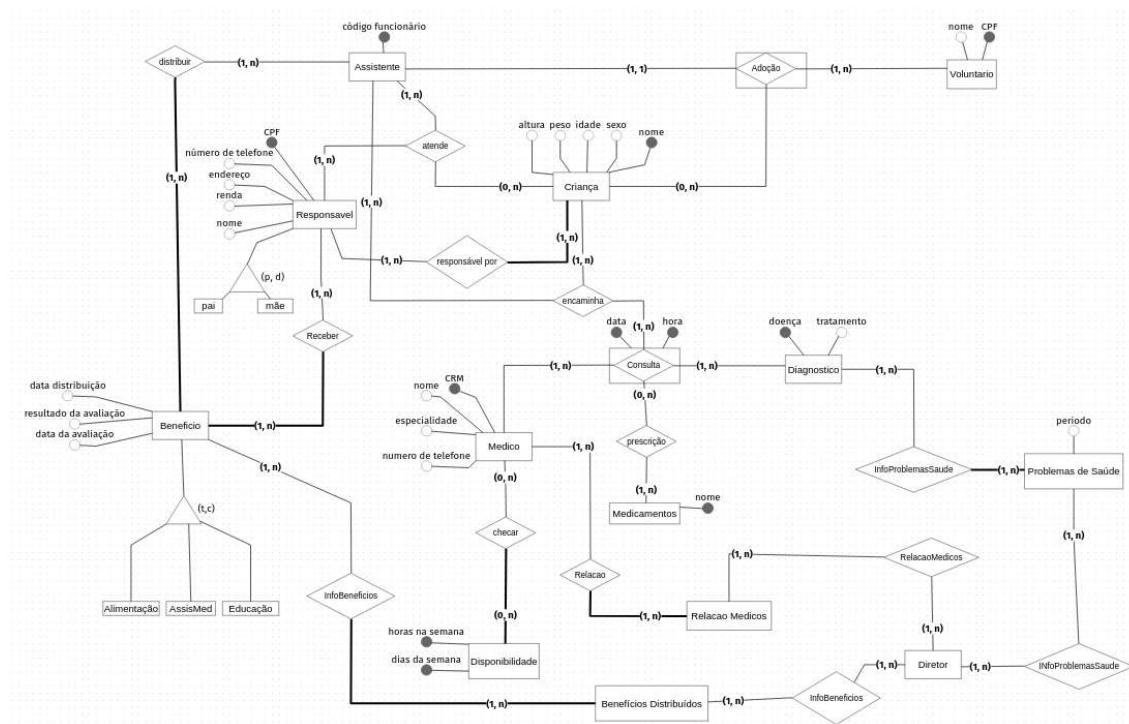 código funcionário
nome CPF
distribuir
(1, n)
Assistente
(1, 1)
Adoção
(1, n)
Voluntario
(1, n)
altura peso idade sexo
nome
CPF
número de telefone
(1, n)
atende
endereço
(1, n)
(1, n)
(0, n)
Criança
(0, n)
renda
Responsavel
nome
(1, n)
(1, n)
(1, n)
responsável por
(1, n)
(p, d)
(1, n)
encaminha
pai
mãe
Receber
(1, n)
data
hora
doença
tratamento
(1, n)
Consulta
(1, n)
Diagnostico
(1, n)
data distribuição
nome
CRM
(0, n)
resultado da avaliação
Beneficio
(1, n)
especialidade
periodo
data da avaliação
Medico
(1, n)
prescrição
numero de telefone
(1, n)
InfoProblemasSaude
(1, n)
Problemas de Saúde
(0, n)
(1, n)
(t,c)
nome
Medicamentos
checar
(1, n)
(1, n)
RelacaoMedicos
Relacao
InfoBeneficios
Alimentação
AssisMed
Educação
(0, n)
(1, n)
Relacao Medicos
(1, n)
horas na semana
dias da semana
Disponibilidade
(1, n)
Diretor
(1, n)
INfoProblemasSaude
(1, n)
Benefícios Distribuídos
(1, n)
InfoBeneficios